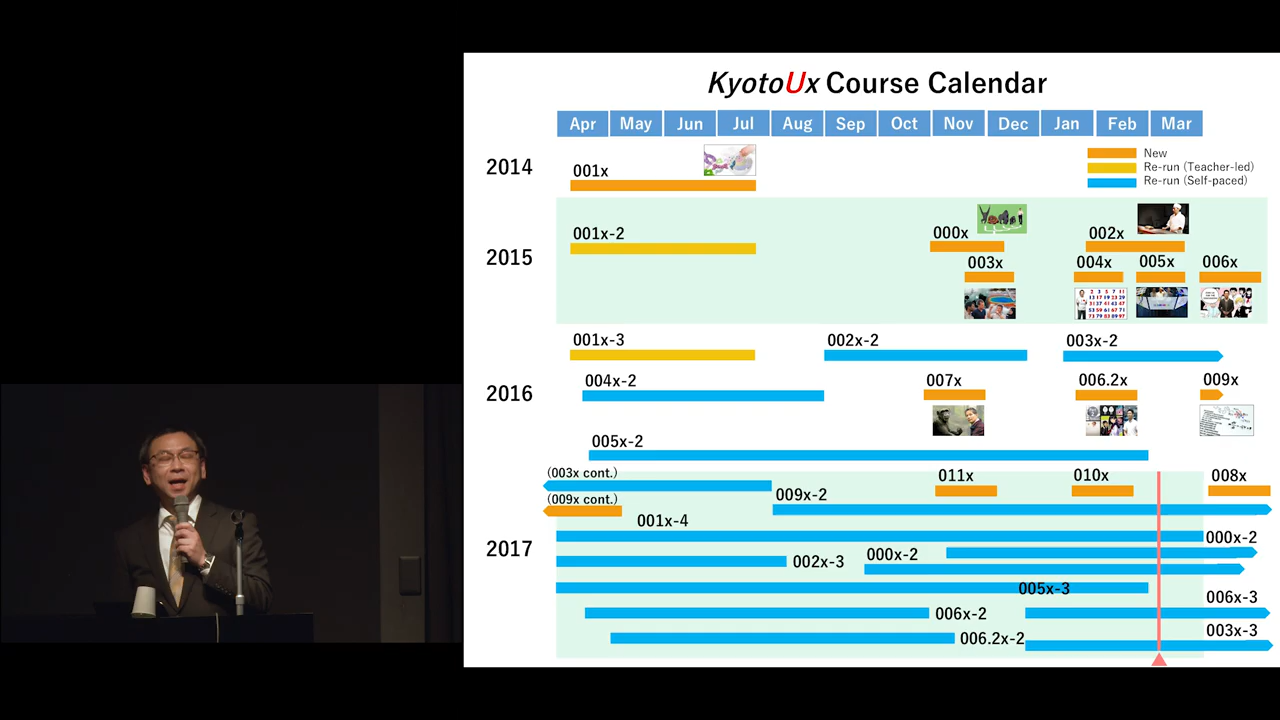 KyotoUx Course Calendar
Apr May Jun Jul Aug Sep Oct Nov Dec Jan Feb Mar
2014
001x
New
Re-run (Teacher-led)
Re-run (Self-paced)
2015
001x-2
000x
002x
003x
004x
005x
006x
2016
001x-3
002x-2
003x-2
004x-2
007x
006.2x
009x
005x-2
2017
(003x cont.)
011x
010x
008x
(009x cont.)
009x-2
001x-4
000x-2
002x-3
000x-2
005x-3
006x-2
006x-3
006.2x-2
003x-3